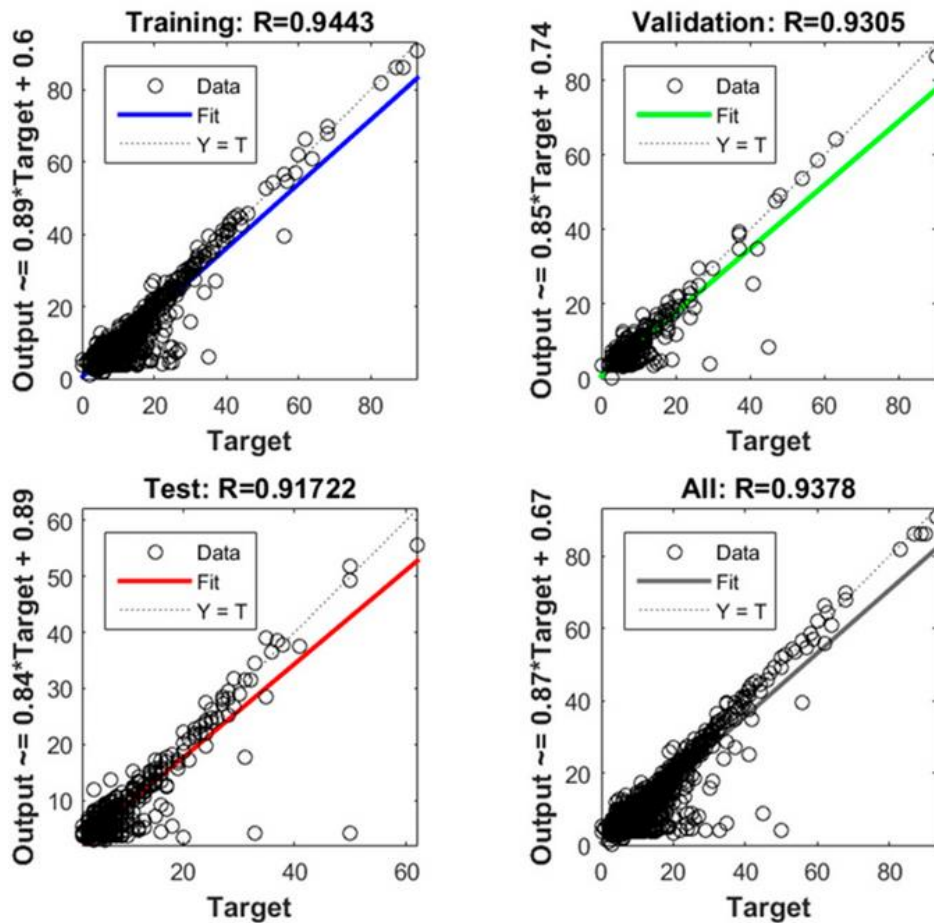 Training: R=0.9443
Output ~= 0.89*Target + 0.6
80
60
40
20
0
Data
Fit
Y = T
0 20 40 60 80
Target
Validation: R=0.9305
Output ~= 0.85*Target + 0.74
80
60
40
20
0
Data
Fit
Y = T
0 20 40 60 80
Target
Test: R=0.91722
Output ~= 0.84*Target + 0.89
60
50
40
30
20
10
Data
Fit
Y = T
20 40 60
Target
All: R=0.9378
Output ~= 0.87*Target + 0.67
80
60
40
20
0
Data
Fit
Y = T
0 20 40 60 80
Target